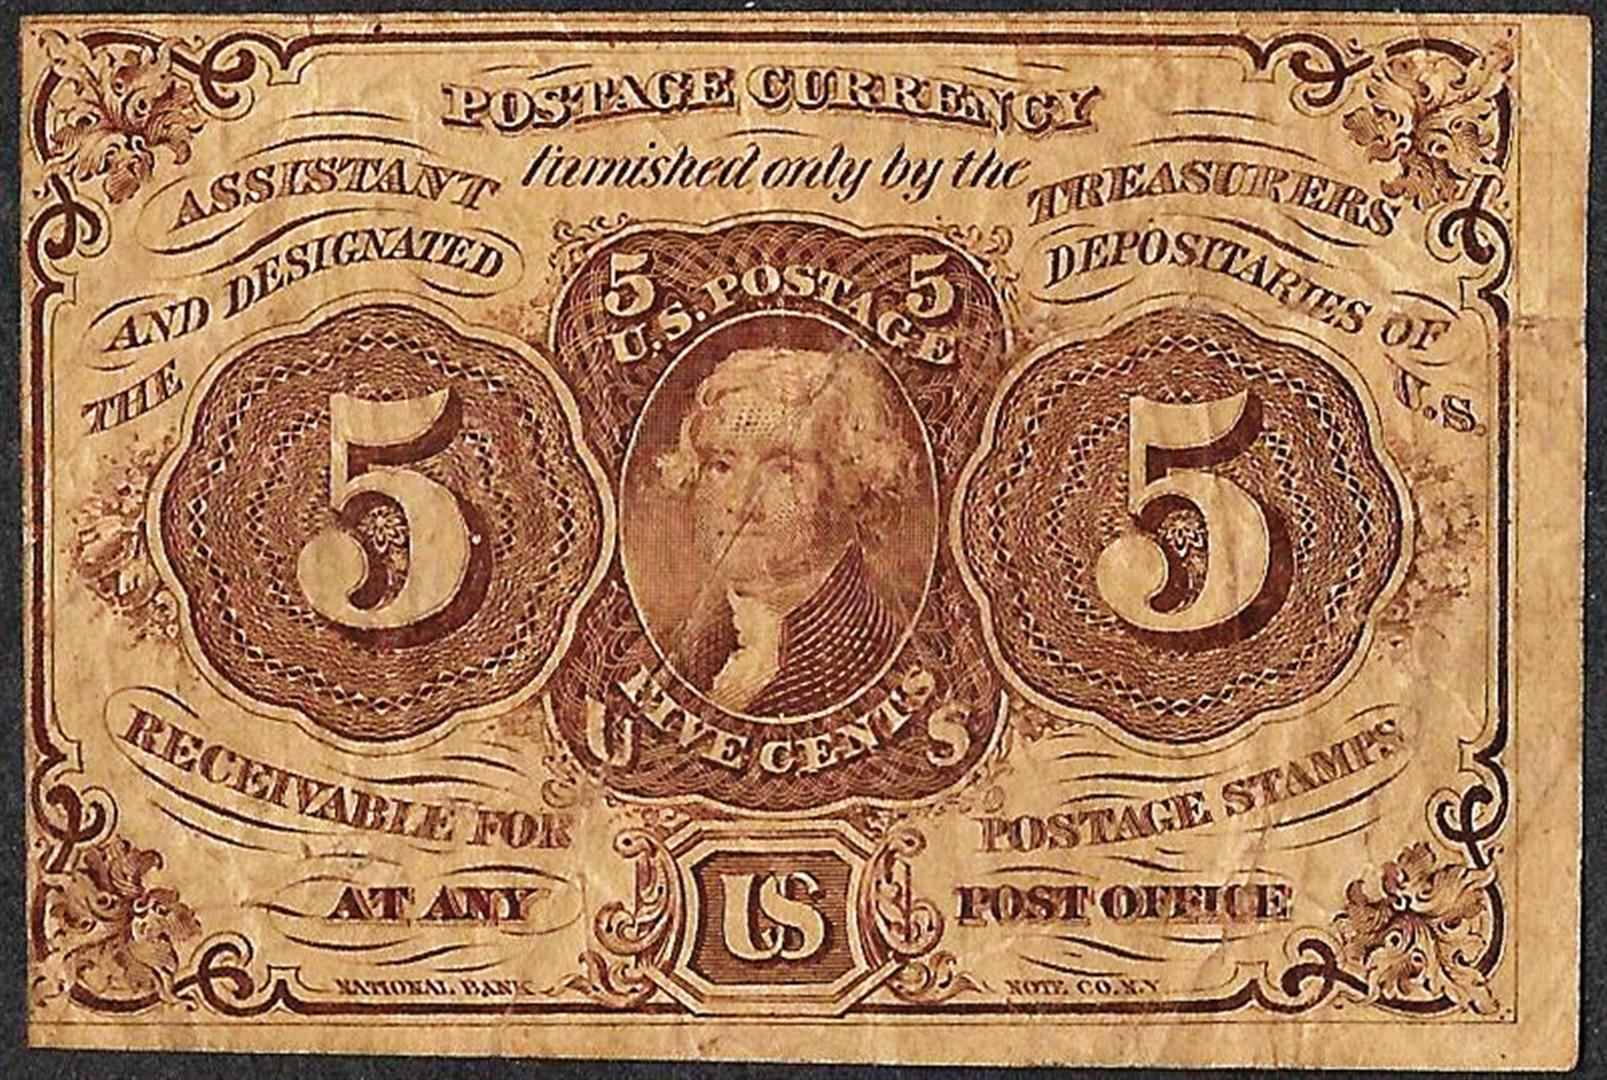 POSTAGE CURRENCY
furnished only by the
ASSISTANT TREASURERS
AND DESIGNATED DEPOSITARIES OF
THE U.S.
5 5
U.S. POSTAGE
5 5
FIVE CENTS
U S
RECEIVABLE FOR POSTAGE STAMPS
AT ANY US POST OFFICE
NATIONAL BANK NOTE CO. N.Y.